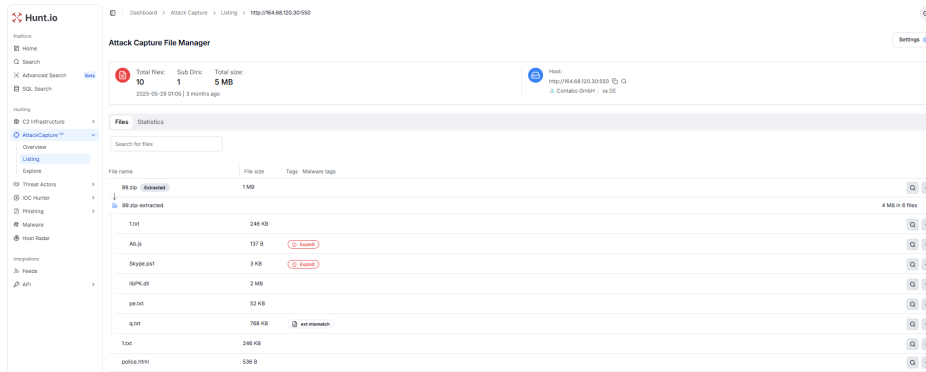 Hunt.io
Dashboard > Attack Capture > Listing > http://164.68.120.30:550
Platform
Home
Search
Advanced Search Beta
SQL Search
Hunting
C2 Infrastructure
AttackCapture™
Overview
Listing
Explore
Threat Actors
IOC Hunter
Phishing
Malware
Host Radar
Integrations
Feeds
API
Attack Capture File Manager
Settings
Total files: Sub Dirs: Total size:
10 1 5 MB
2025-05-29 01:05 | 3 months ago
Host:
http://164.68.120.30:550
Contabo GmbH DE
Files Statistics
Search for files
File name File size Tags Malware tags
99.zip Extracted 1 MB
99.zip-extracted 4 MB in 6 files
1.txt 246 KB
Ab.js 137 B Exploit
Skype.ps1 3 KB Exploit
libPK.dll 2 MB
pe.txt 52 KB
q.txt 768 KB ext mismatch
1.txt 246 KB
police.html 536 B